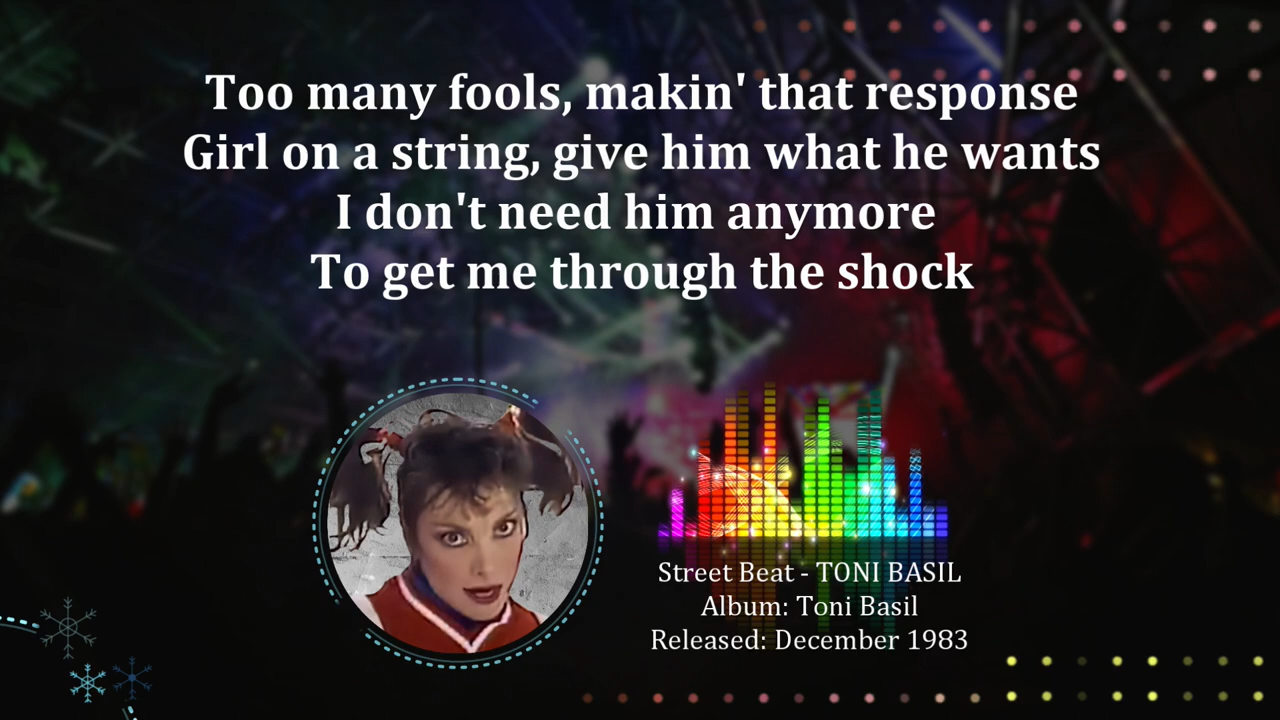 Too many fools, makin' that response
Girl on a string, give him what he wants
I don't need him anymore
To get me through the shock
Street Beat - TONI BASIL
Album: Toni Basil
Released: December 1983